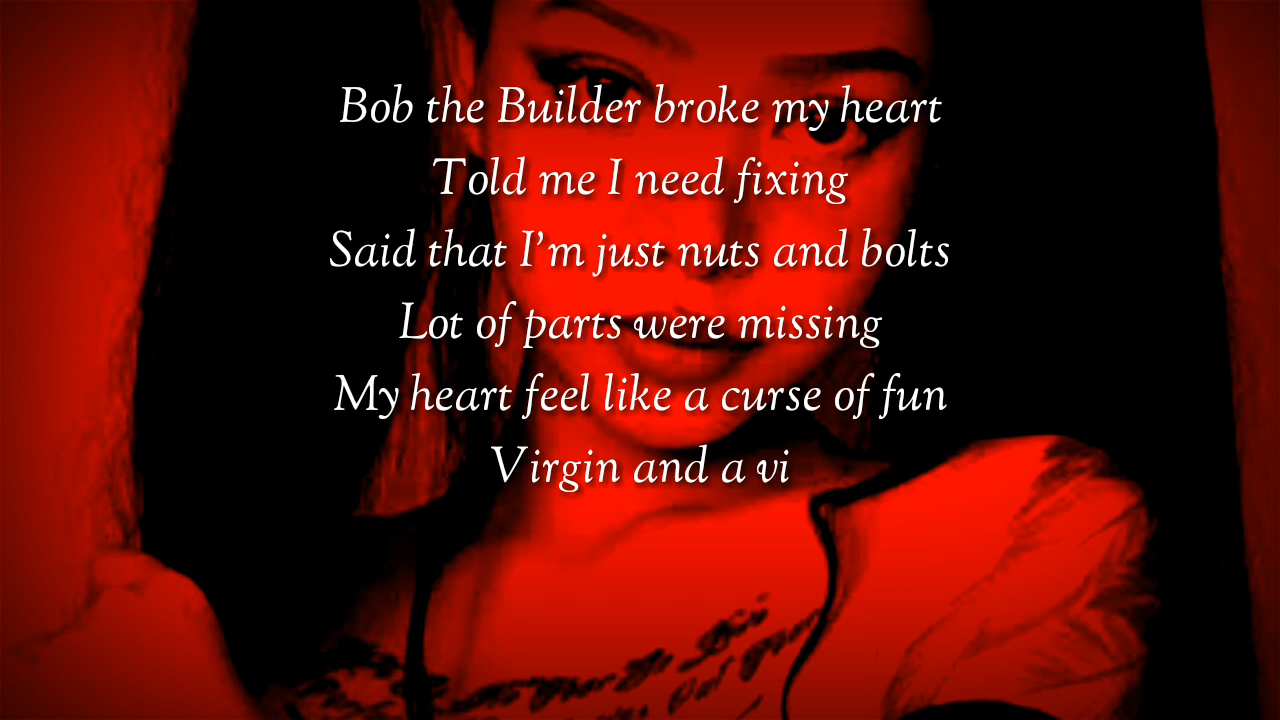 Bob the Builder broke my heart
Told me I need fixing
Said that I'm just nuts and bolts
Lot of parts were missing
My heart feel like a curse of fun
Virgin and a vi